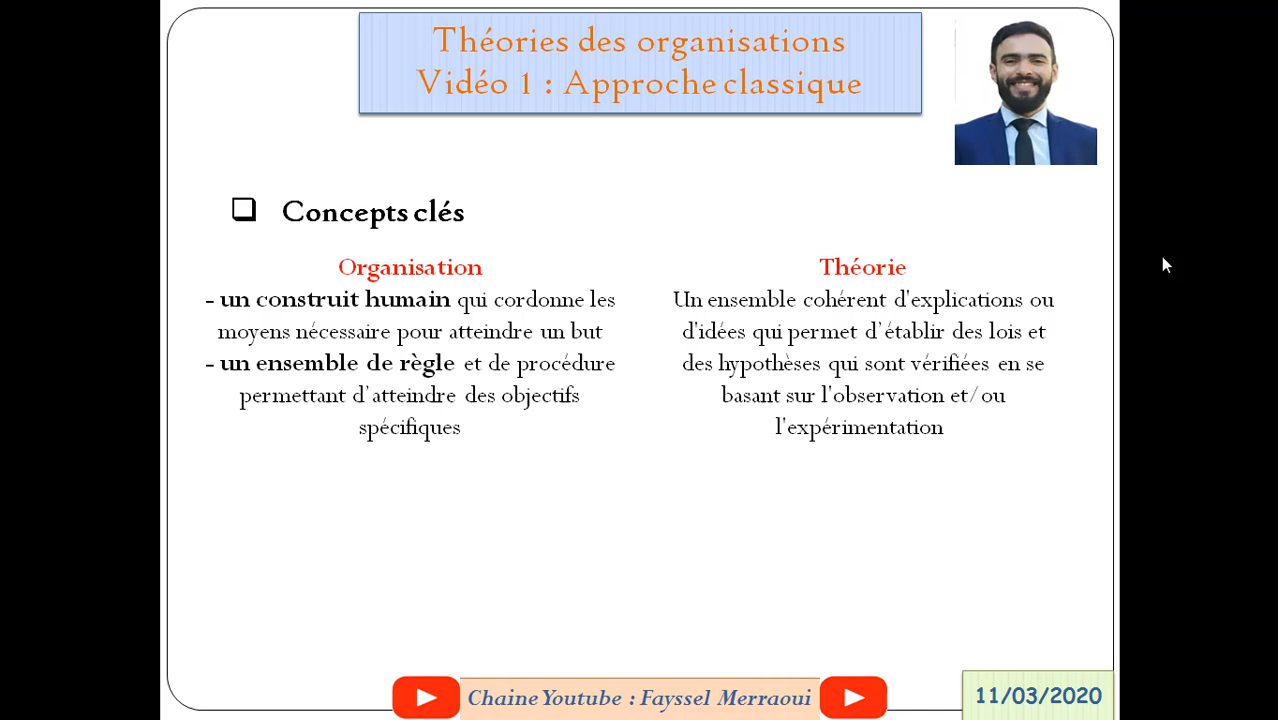 Théories des organisations
Vidéo 1 : Approche classique
Concepts clés
Organisation
- un construit humain qui cordonne les
moyens nécessaire pour atteindre un but
- un ensemble de règle et de procédure
permettant d’atteindre des objectifs
spécifiques
Théorie
Un ensemble cohérent d'explications ou
d'idées qui permet d’établir des lois et
des hypothèses qui sont vérifiées en se
basant sur l'observation et/ou
l'expérimentation
Chaine Youtube : Fayssel Merraoui
11/03/2020